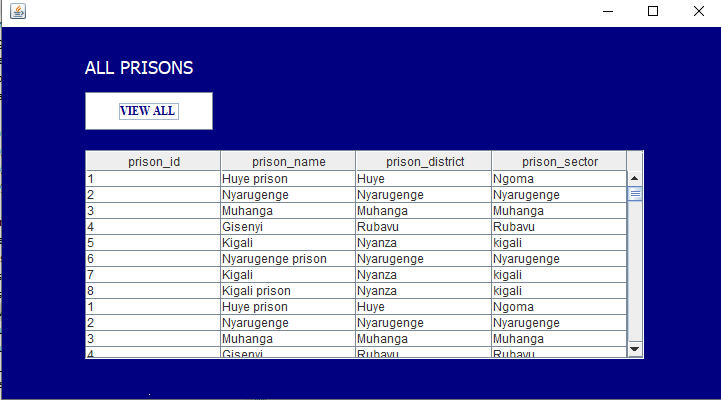 ALL PRISONS
VIEW ALL
prison_id prison_name prison_district prison_sector
1 Huye prison Huye Ngoma
2 Nyarugenge Nyarugenge Nyarugenge
3 Muhanga Muhanga Muhanga
4 Gisenyi Rubavu Rubavu
5 Kigali Nyanza kigali
6 Nyarugenge prison Nyarugenge Nyarugenge
7 Kigali Nyanza kigali
8 Kigali prison Nyanza kigali
1 Huye prison Huye Ngoma
2 Nyarugenge Nyarugenge Nyarugenge
3 Muhanga Muhanga Muhanga
4 Gisenyi Rubavu Rubavu